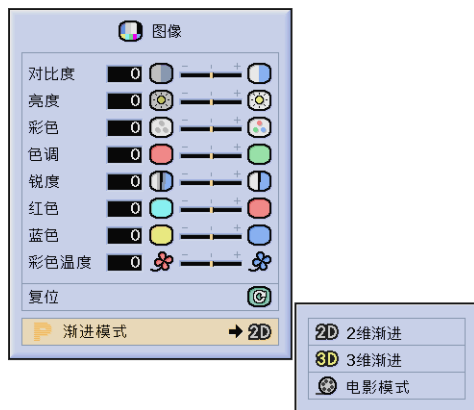 图像
对比度 0 - +
亮度 0 - +
彩色 0 - +
色调 0 - +
锐度 0 - +
红色 0 - +
蓝色 0 - +
彩色温度 0 - +
复位
P 渐进模式 → 2D
2D 2维渐进
3D 3维渐进
电影模式